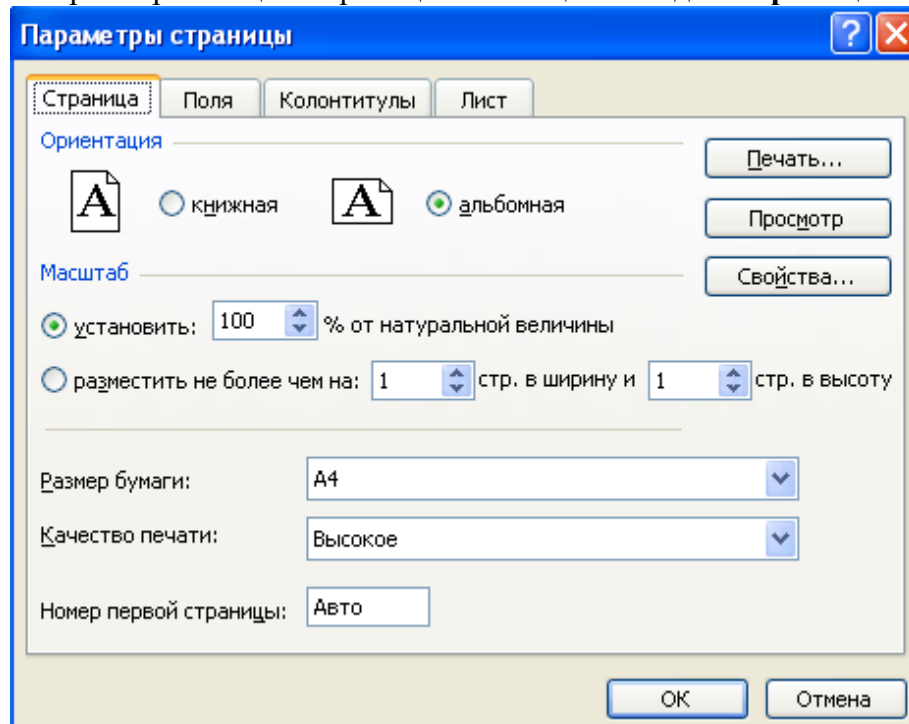 Параметры страницы
Страница Поля Колонтитулы Лист
Ориентация
Печать...
A книжная A альбомная
Просмотр
Масштаб
Свойства...
установить: 100 % от натуральной величины
разместить не более чем на: 1 стр. в ширину и 1 стр. в высоту
Размер бумаги: A4
Качество печати: Высокое
Номер первой страницы: Авто
ОК Отмена